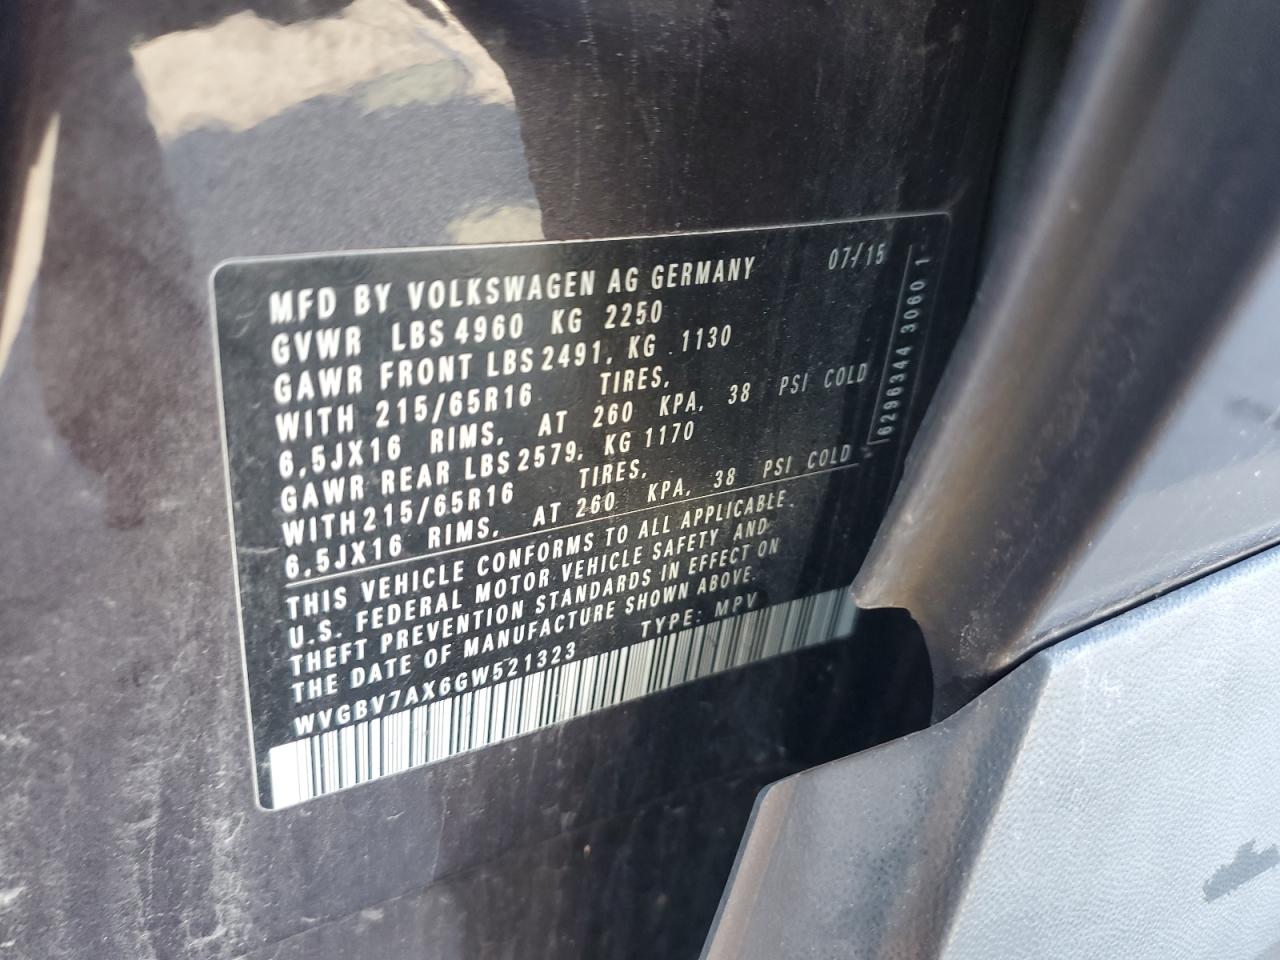 MFD BY VOLKSWAGEN AG GERMANY 07/15
GVWR LBS 4960 KG 2250
GAWR FRONT LBS 2491, KG 1130
WITH 215/65R16 TIRES,
6,5JX16 RIMS, AT 260 KPA, 38 PSI COLD
GAWR REAR LBS 2579, KG 1170
WITH 215/65R16 TIRES,
6,5JX16 RIMS, AT 260 KPA, 38 PSI COLD
THIS VEHICLE CONFORMS TO ALL APPLICABLE
U.S. FEDERAL MOTOR VEHICLE SAFETY AND
THEFT PREVENTION STANDARDS IN EFFECT ON
THE DATE OF MANUFACTURE SHOWN ABOVE.
WVGBV7AX6GW521323 TYPE: MPV
6296344 3060 1